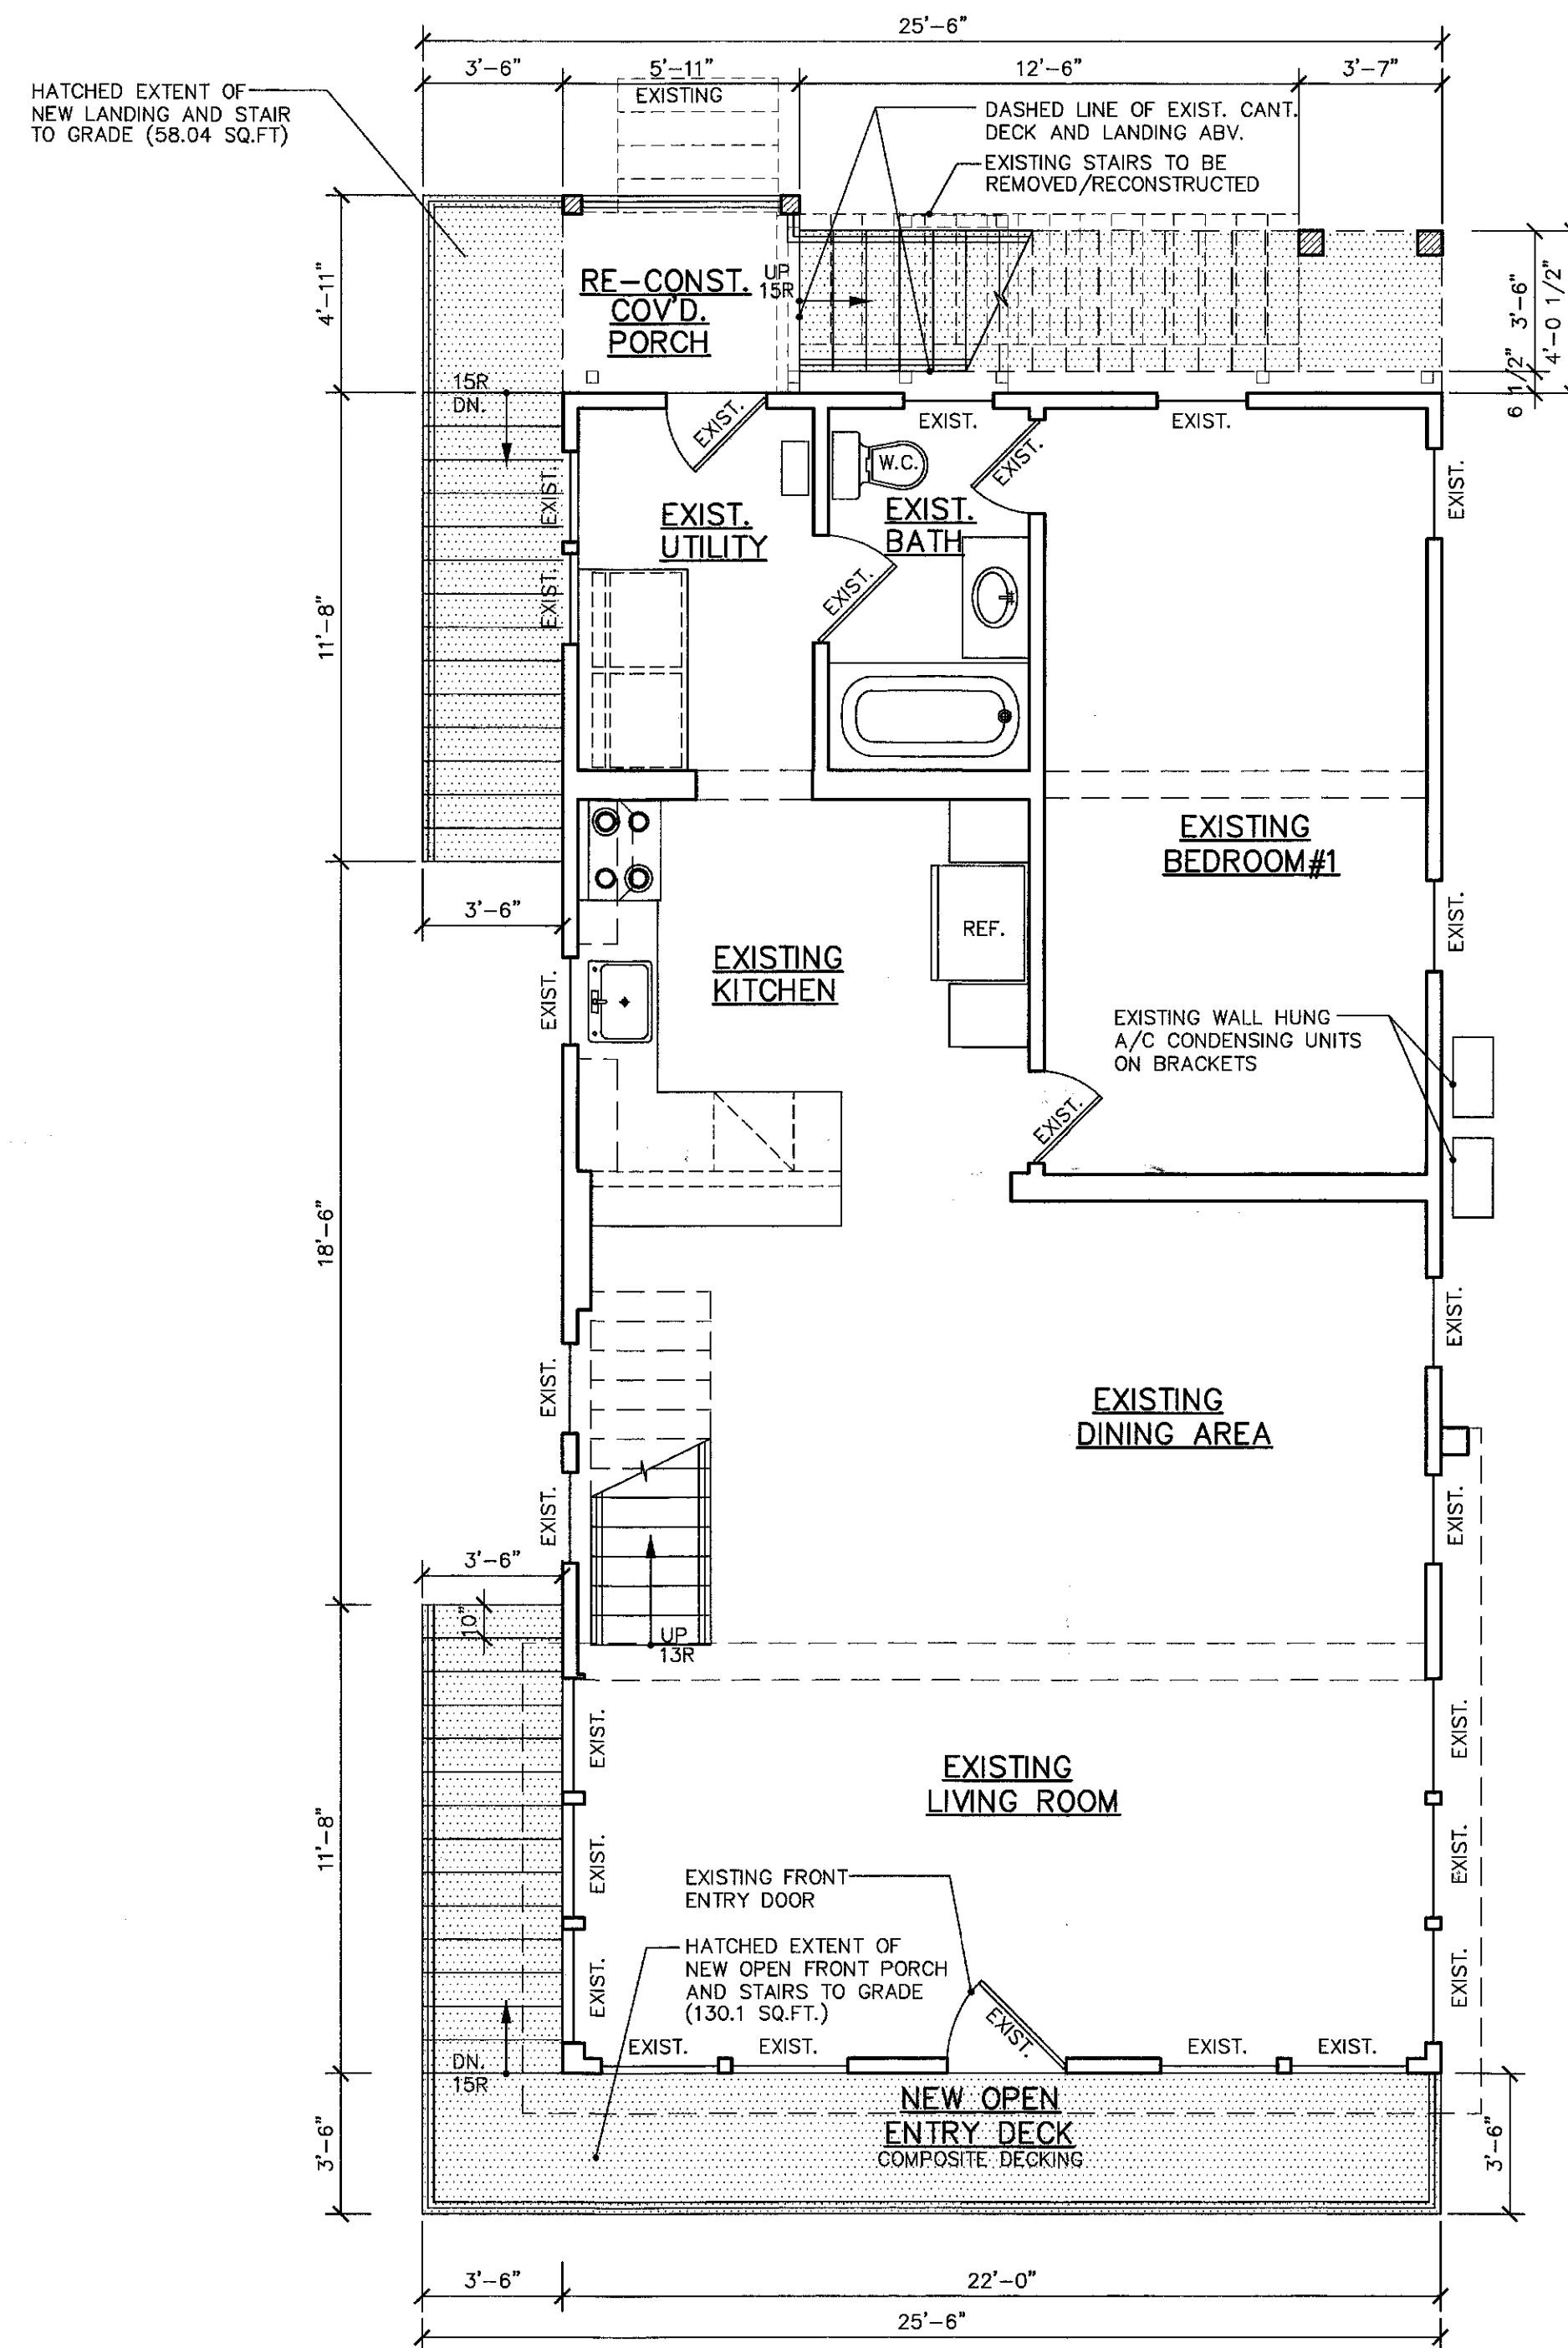 25'-6"
3'-6" 5'-11" 12'-6" 3'-7"
EXISTING
HATCHED EXTENT OF
NEW LANDING AND STAIR
TO GRADE (58.04 SQ.FT)
DASHED LINE OF EXIST. CANT.
DECK AND LANDING ABV.
EXISTING STAIRS TO BE
REMOVED/RECONSTRUCTED
4'-11"
RE-CONST.
COV'D.
PORCH
UP
15R
3'-6"
4'-0 1/2"
6 1/2"
15R
DN.
EXIST.
EXIST.
EXIST.
W.C.
EXIST.
EXIST.
EXIST.
EXIST.
UTILITY
EXIST.
BATH
EXIST.
EXIST.
11'-8"
EXISTING
BEDROOM#1
3'-6"
EXIST.
REF.
EXISTING
KITCHEN
EXIST.
EXISTING WALL HUNG
A/C CONDENSING UNITS
ON BRACKETS
EXIST.
18'-6"
EXIST.
EXIST.
EXISTING
DINING AREA
EXIST.
EXIST.
3'-6"
10"
UP
13R
EXIST.
EXIST.
EXISTING
LIVING ROOM
11'-8"
EXIST.
EXIST.
EXISTING FRONT
ENTRY DOOR
HATCHED EXTENT OF
NEW OPEN FRONT PORCH
AND STAIRS TO GRADE
(130.1 SQ.FT.)
EXIST.
EXIST.
EXIST.
EXIST. EXIST. EXIST. EXIST.
DN.
15R
NEW OPEN
ENTRY DECK
COMPOSITE DECKING
3'-6"
3'-6"
3'-6" 22'-0"
25'-6"